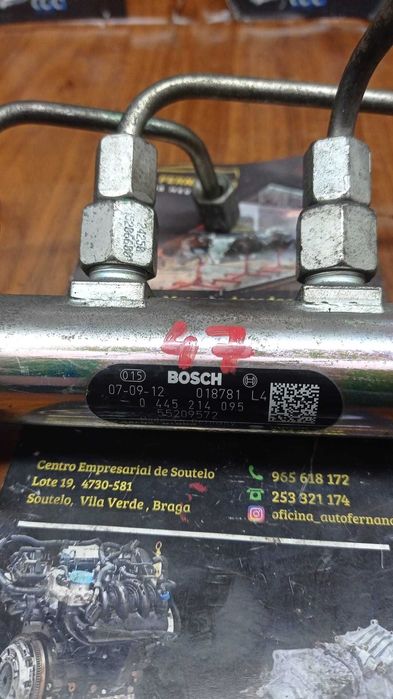 47
015 BOSCH
07-09-12 018781 L4
0 445 214 095
55209572
Centro Empresarial de Soutelo
Lote 19, 4730-581
Soutelo, Vila Verde, Braga
965 618 172
253 321 174
oficina_autofernan